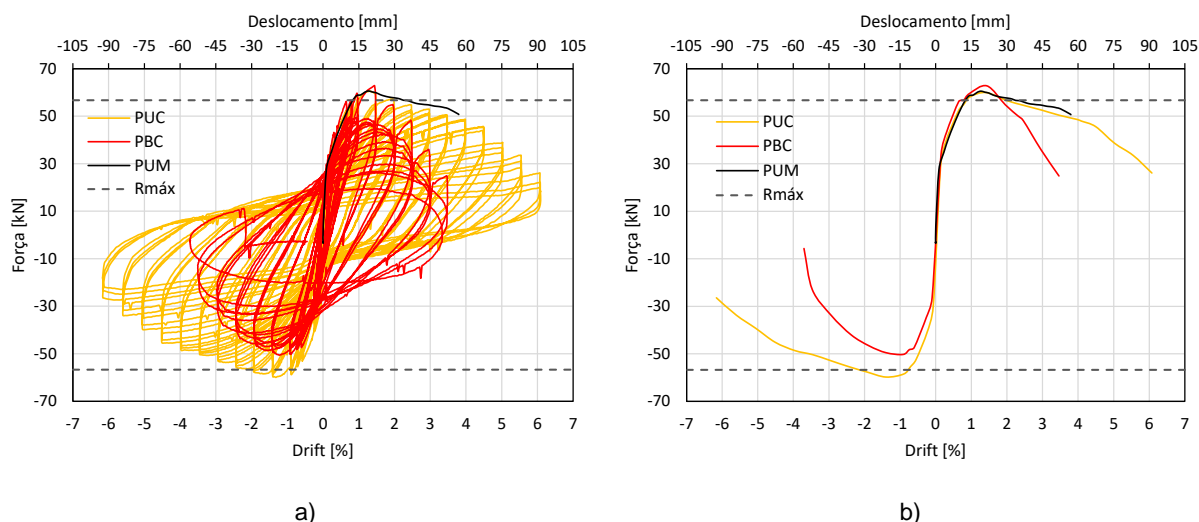 Deslocamento [mm]
-105 -90 -75 -60 -45 -30 -15 0 15 30 45 60 75 90 105
70
50
30
10
-10
-30
-50
-70
Força [kN]
PUC
PBC
PUM
Rmáx
-7 -6 -5 -4 -3 -2 -1 0 1 2 3 4 5 6 7
Drift [%]
a)
Deslocamento [mm]
-105 -90 -75 -60 -45 -30 -15 0 15 30 45 60 75 90 105
70
50
30
10
-10
-30
-50
-70
Força [kN]
PUC
PBC
PUM
Rmáx
-7 -6 -5 -4 -3 -2 -1 0 1 2 3 4 5 6 7
Drift [%]
b)